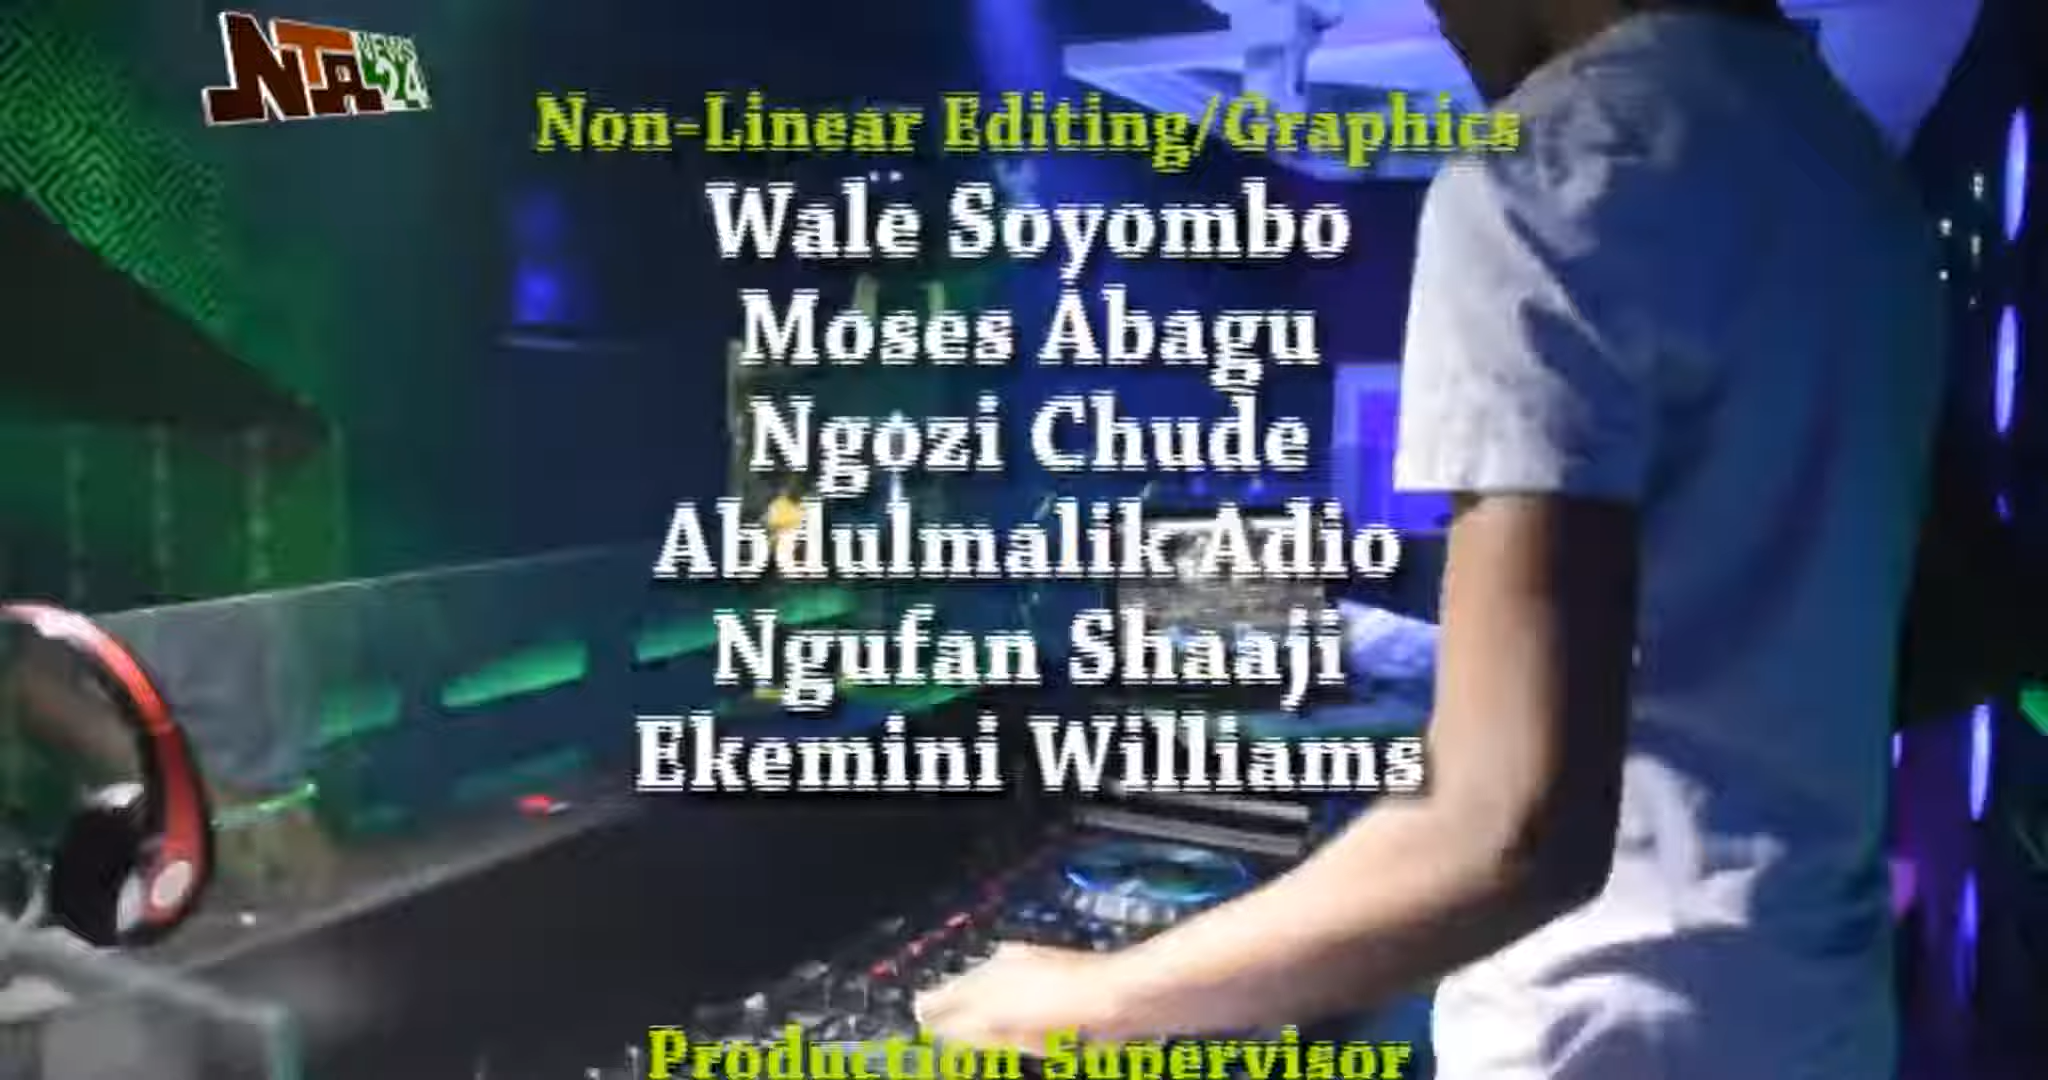 NTA NEWS 24
Non-Linear Editing/Graphics
Wale Soyombo
Moses Abagu
Ngozi Chude
Abdulmalik Adio
Ngufan Shaaji
Ekemini Williams
Production Supervisor